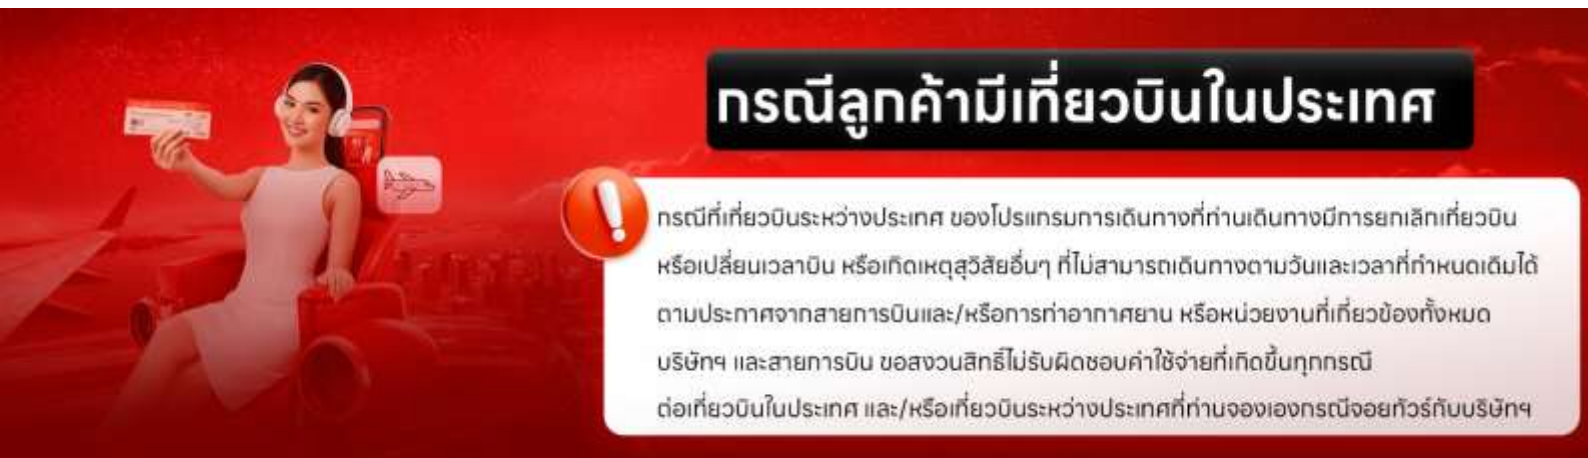 กรณีลูกค้ามีเที่ยวบินในประเทศ
กรณีที่เที่ยวบินระหว่างประเทศ ของโปรแกรมการเดินทางที่ท่านเดินทางมีการยกเลิกเที่ยวบิน
หรือเปลี่ยนเวลาบิน หรือเกิดเหตุสุวิสัยอื่นๆ ที่ไม่สามารถเดินทางตามวันและเวลาที่กำหนดเดิมได้
ตามประกาศจากสายการบินและ/หรือการท่าอากาศยาน หรือหน่วยงานที่เกี่ยวข้องทั้งหมด
บริษัทฯ และสายการบิน ขอสงวนสิทธิ์ไม่รับผิดชอบค่าใช้จ่ายที่เกิดขึ้นทุกกรณี
ต่อเที่ยวบินในประเทศ และ/หรือเที่ยวบินระหว่างประเทศที่ท่านจองเองกรณีจอยทัวร์กับบริษัทฯ